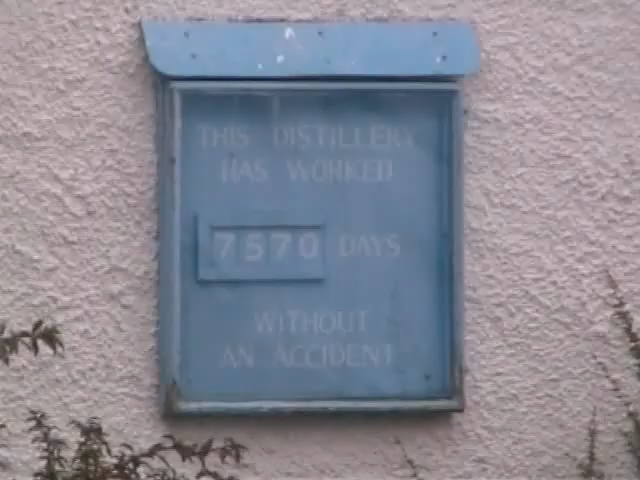 THIS DISTILLERY
HAS WORKED
7570 DAYS
WITHOUT
AN ACCIDENT